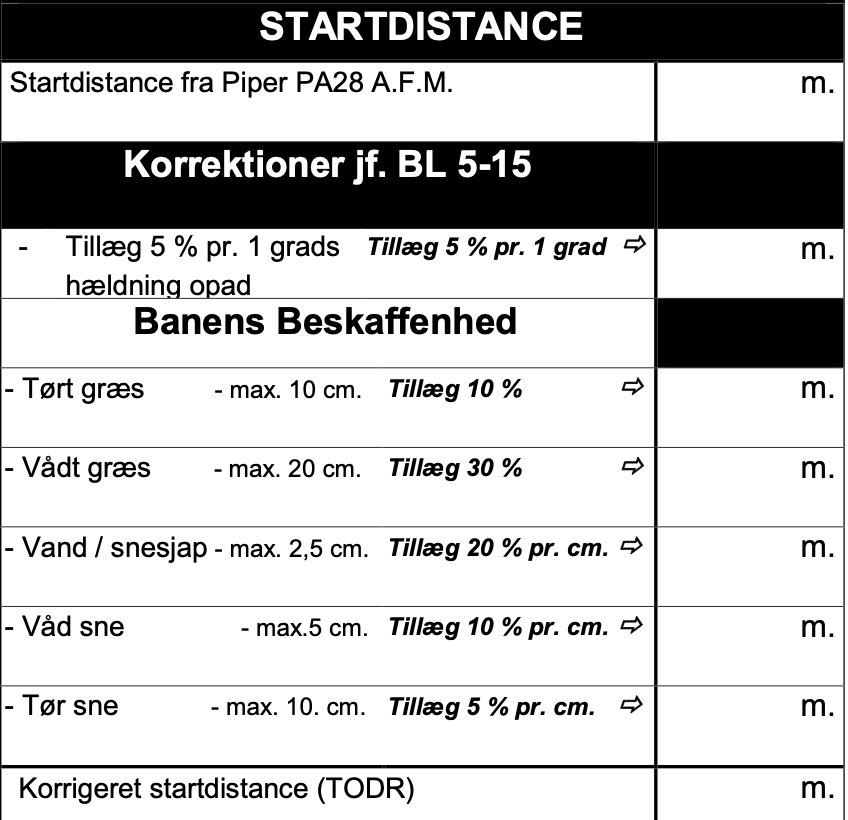 STARTDISTANCE
Startdistance fra Piper PA28 A.F.M. m.
Korrektioner jf. BL 5-15
- Tillæg 5 % pr. 1 grads Tillæg 5 % pr. 1 grad ⇨ m.
hældning opad
Banens Beskaffenhed
- Tørt græs - max. 10 cm. Tillæg 10 % ⇨ m.
- Vådt græs - max. 20 cm. Tillæg 30 % ⇨ m.
- Vand / snesjap - max. 2,5 cm. Tillæg 20 % pr. cm. ⇨ m.
- Våd sne - max.5 cm. Tillæg 10 % pr. cm. ⇨ m.
- Tør sne - max. 10. cm. Tillæg 5 % pr. cm. ⇨ m.
Korrigeret startdistance (TODR) m.